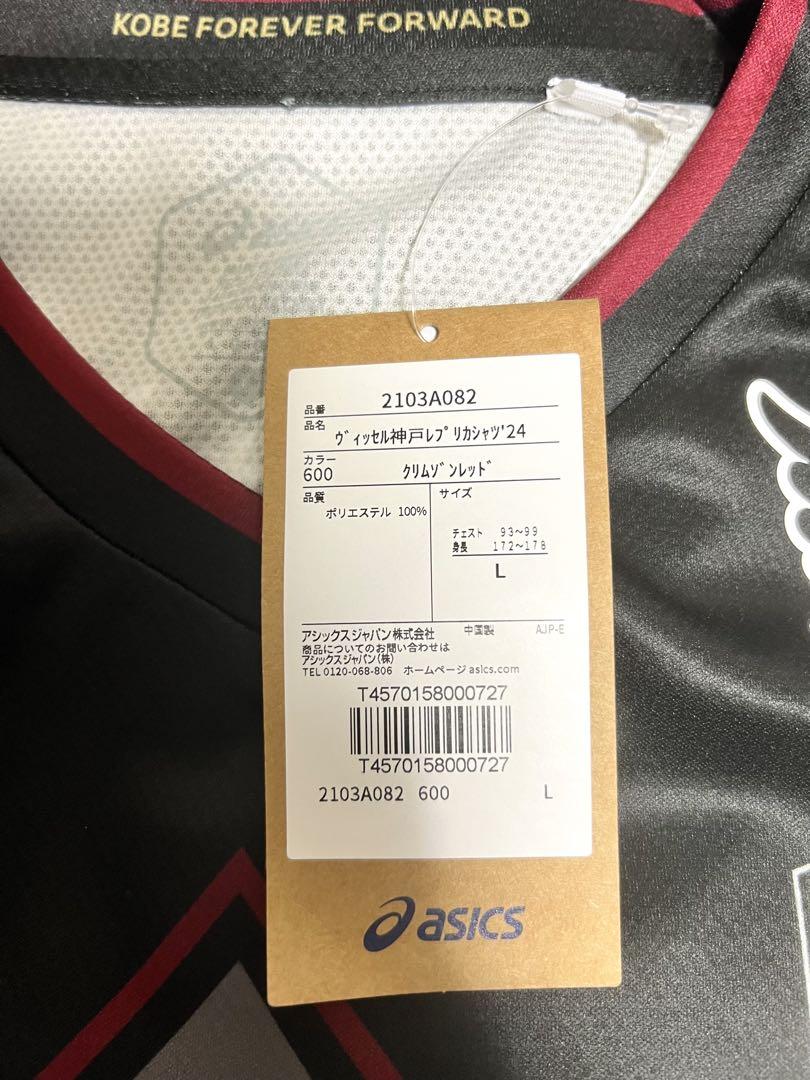 KOBE FOREVER FORWARD
品番 2103A082
品名 ヴィッセル神戸レプリカシャツ'24
カラー
600 クリムゾンレッド
品質 サイズ
ポリエステル 100%
チェスト 93~99
身長 172~178
L
アシックスジャパン株式会社 中国製 AJP-E
商品についてのお問い合わせは
アシックスジャパン(株)
TEL 0120-068-806 ホームページ asics.com
T4570158000727
T4570158000727
2103A082 600 L
asics